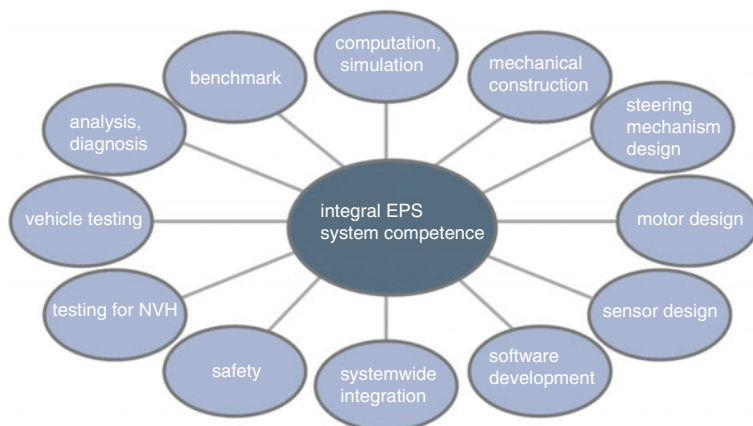 computation,
simulation
mechanical
construction
steering
mechanism
design
motor design
sensor design
software
development
systemwide
integration
safety
testing for NVH
vehicle testing
analysis,
diagnosis
benchmark
integral EPS
system competence